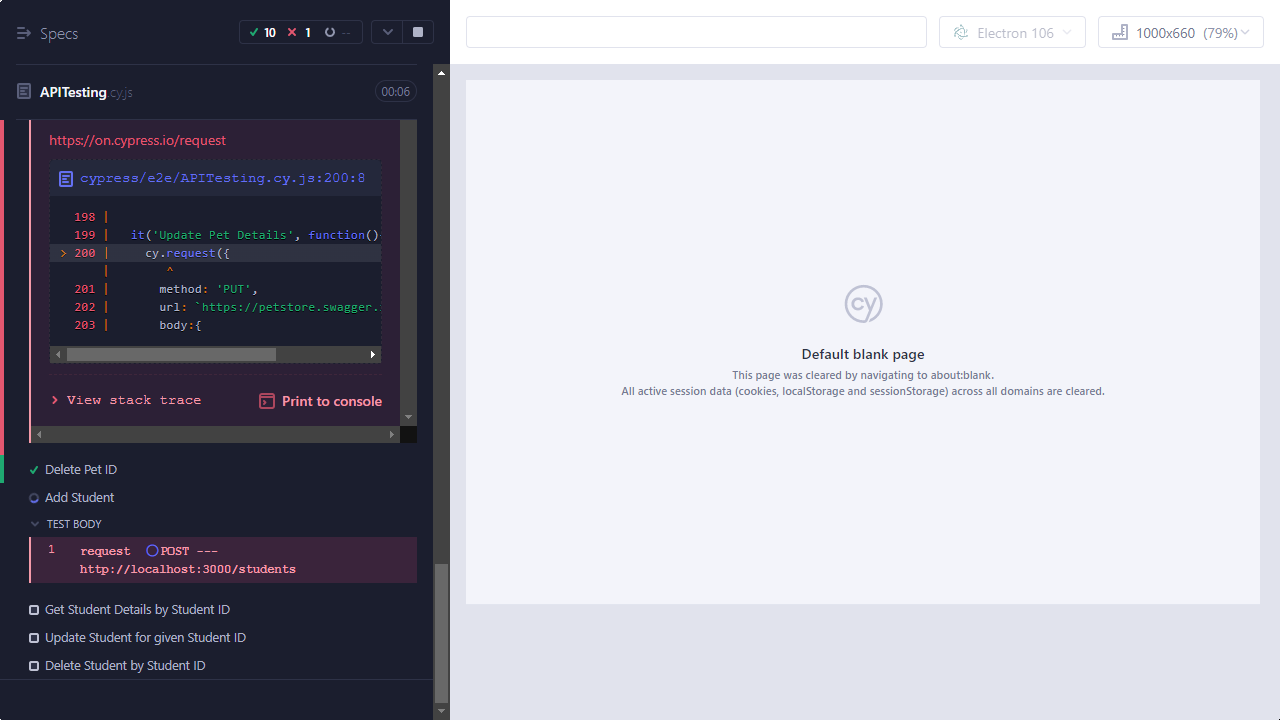 Specs
10 1 --
Electron 106
1000x660 (79%)
APITesting.cy.js 00:06
https://on.cypress.io/request
cypress/e2e/APITesting.cy.js:200:8
198 |
199 | it('Update Pet Details', function()
> 200 | cy.request({
| ^
201 | method: 'PUT',
202 | url: `https://petstore.swagger.
203 | body:{
View stack trace
Print to console
Delete Pet ID
Add Student
TEST BODY
1 request POST ---
http://localhost:3000/students
Get Student Details by Student ID
Update Student for given Student ID
Delete Student by Student ID
cy
Default blank page
This page was cleared by navigating to about:blank.
All active session data (cookies, localStorage and sessionStorage) across all domains are cleared.